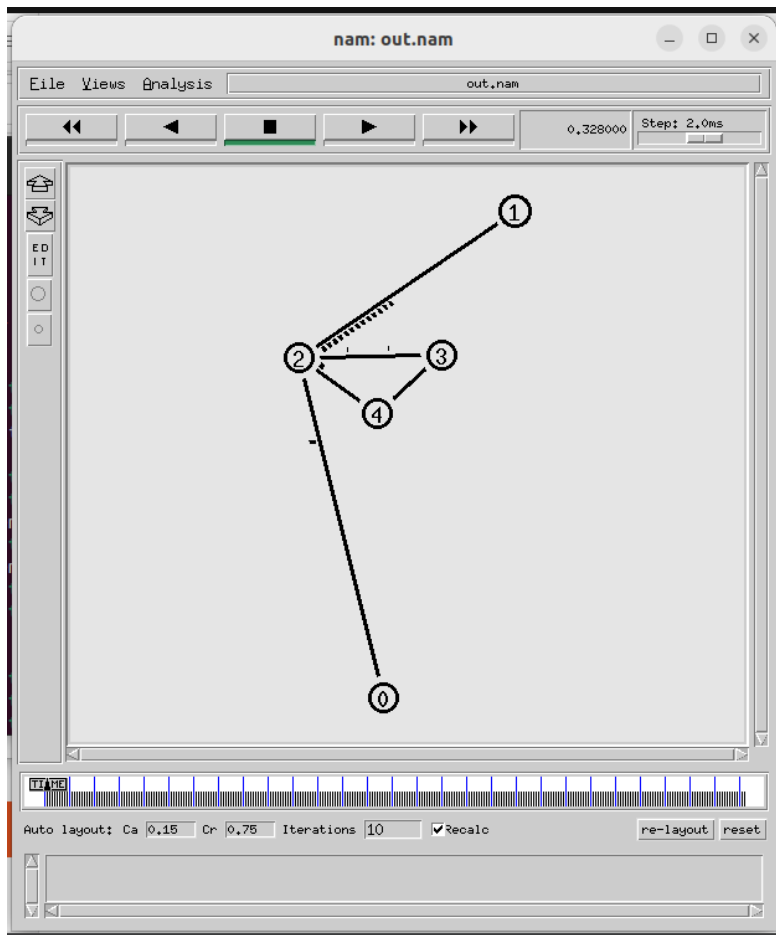 nam: out.nam
File Views Analysis out.nam
0.328000 Step: 2.0ms
ED
IT
1
2
3
4
0
TIME
Auto layout: Ca 0.15 Cr 0.75 Iterations 10 Recalc re-layout reset